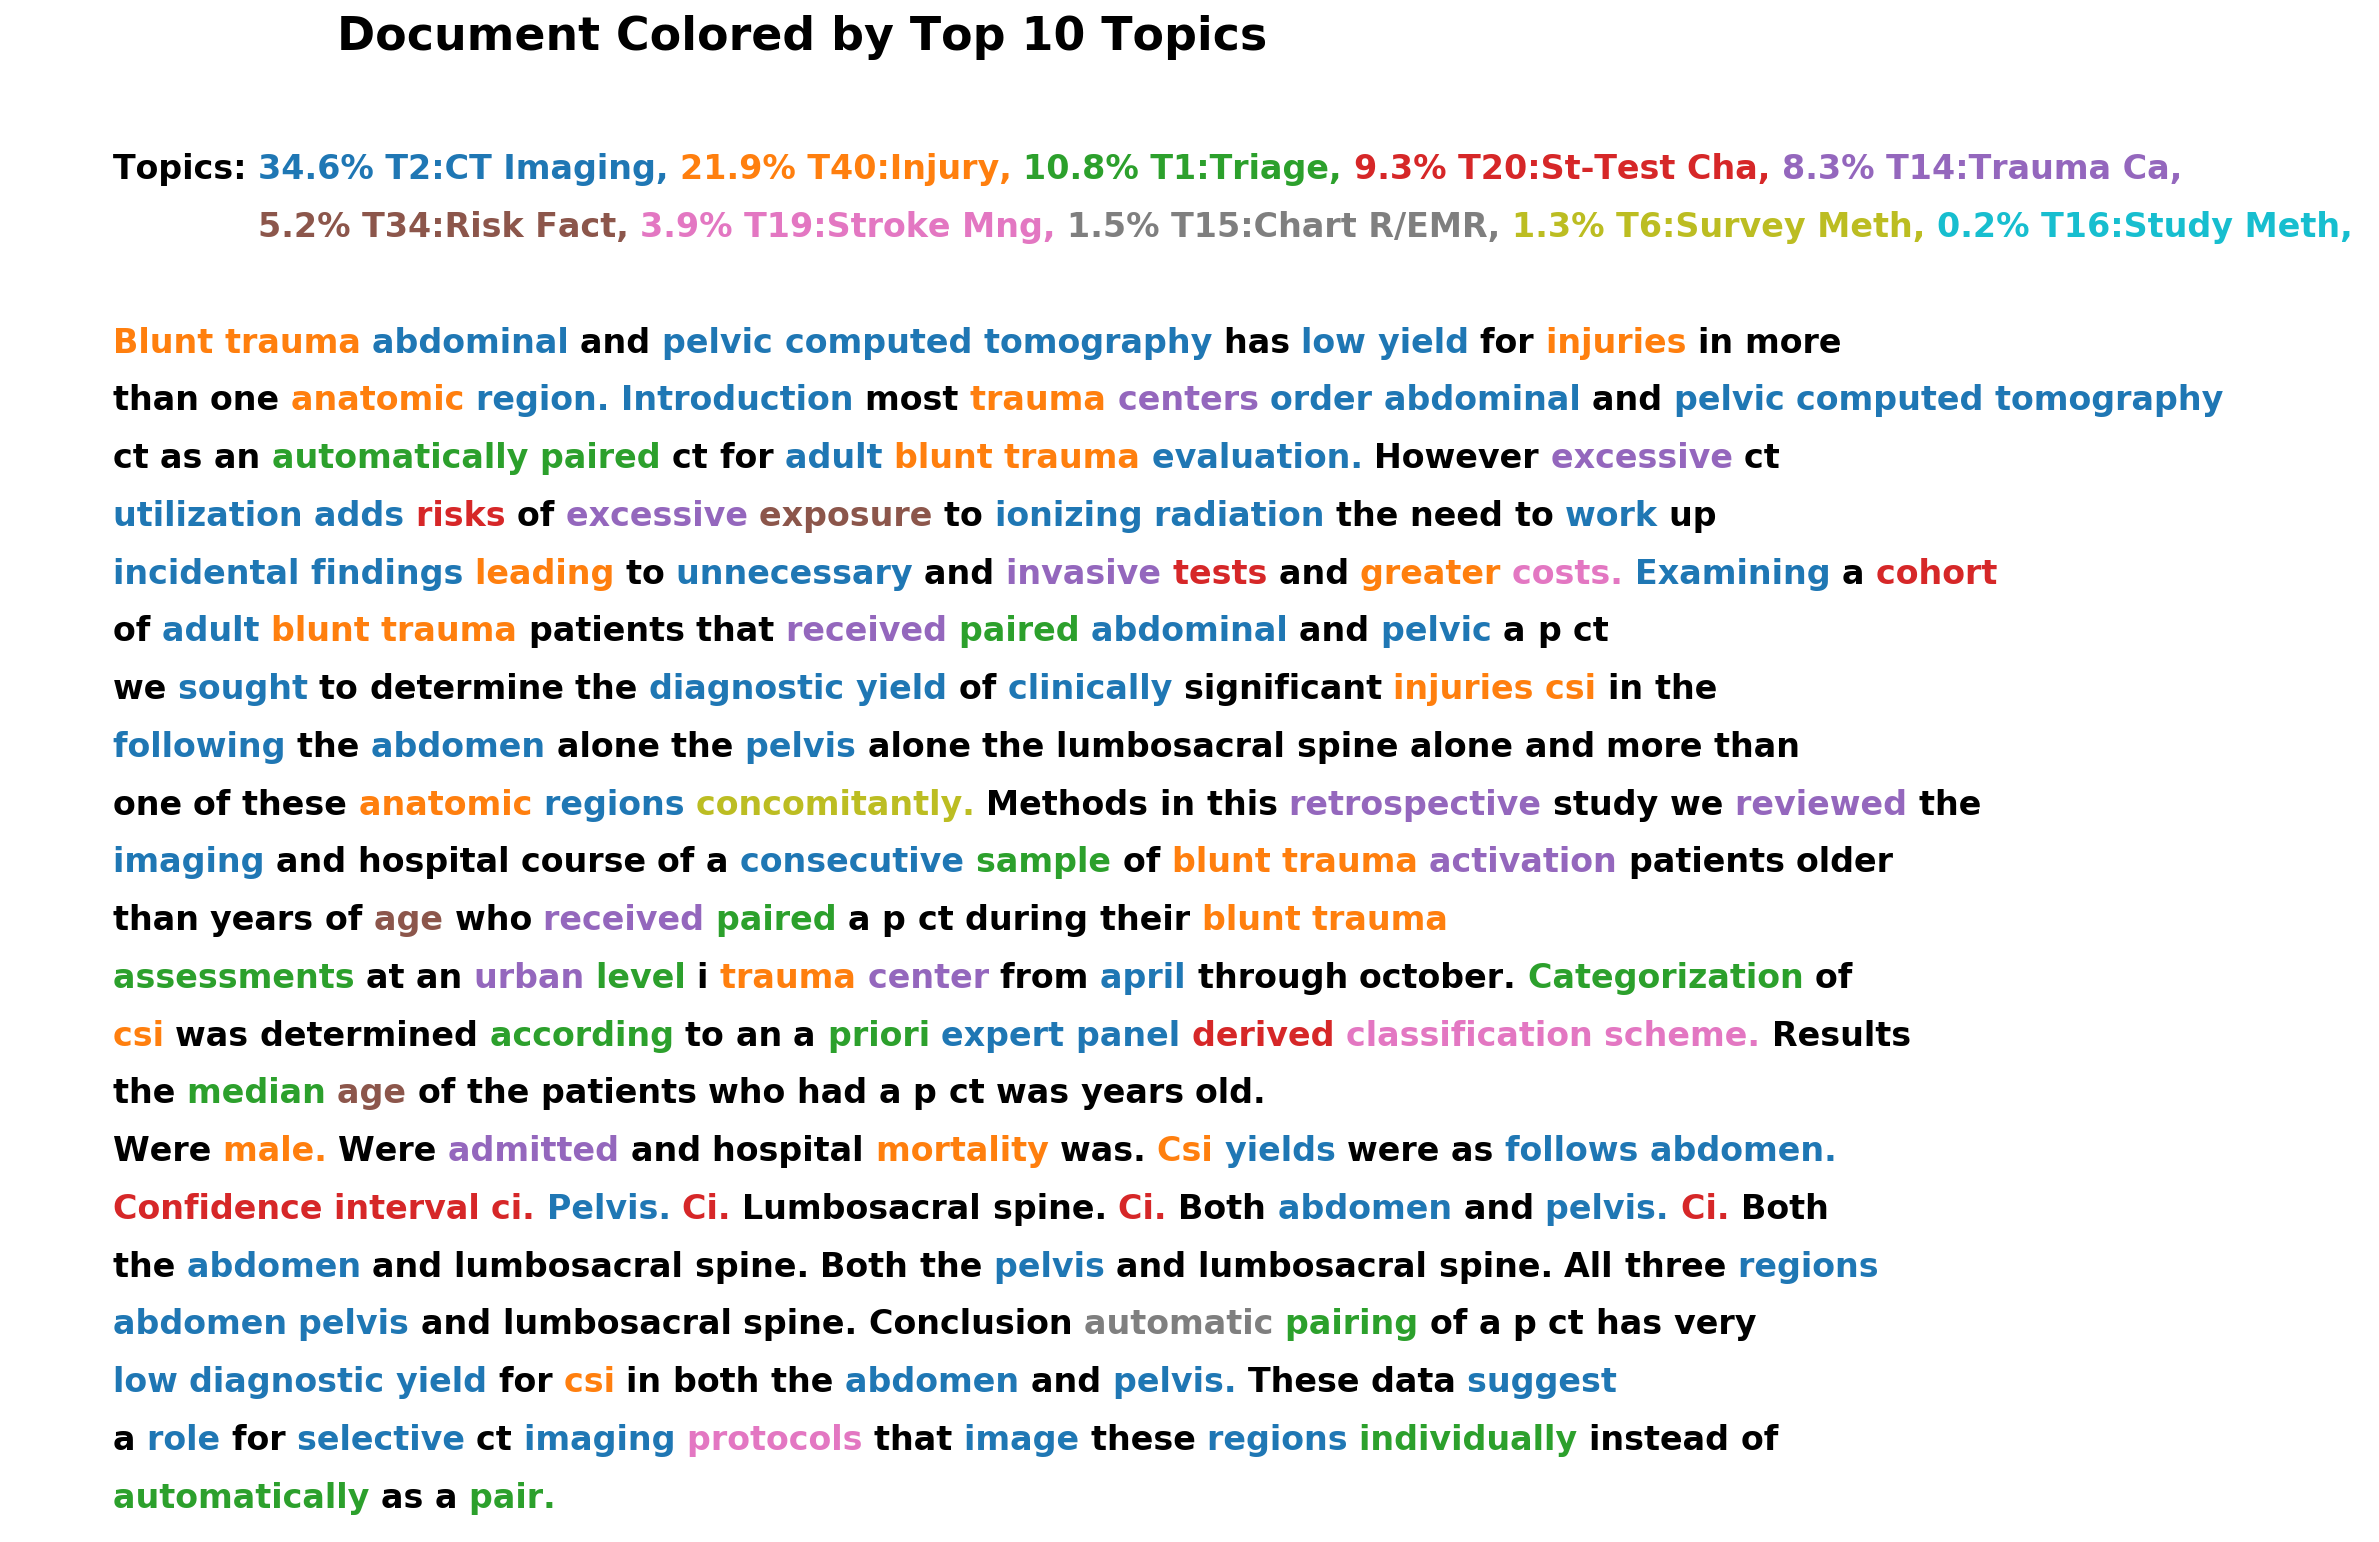 Document Colored by Top 10 Topics
Topics: 34.6% T2:CT Imaging, 21.9% T40:Injury, 10.8% T1:Triage, 9.3% T20:St-Test Cha, 8.3% T14:Trauma Ca,
5.2% T34:Risk Fact, 3.9% T19:Stroke Mng, 1.5% T15:Chart R/EMR, 1.3% T6:Survey Meth, 0.2% T16:Study Meth,
Blunt trauma abdominal and pelvic computed tomography has low yield for injuries in more
than one anatomic region. Introduction most trauma centers order abdominal and pelvic computed tomography
ct as an automatically paired ct for adult blunt trauma evaluation. However excessive ct
utilization adds risks of excessive exposure to ionizing radiation the need to work up
incidental findings leading to unnecessary and invasive tests and greater costs. Examining a cohort
of adult blunt trauma patients that received paired abdominal and pelvic a p ct
we sought to determine the diagnostic yield of clinically significant injuries csi in the
following the abdomen alone the pelvis alone the lumbosacral spine alone and more than
one of these anatomic regions concomitantly. Methods in this retrospective study we reviewed the
imaging and hospital course of a consecutive sample of blunt trauma activation patients older
than years of age who received paired a p ct during their blunt trauma
assessments at an urban level i trauma center from april through october. Categorization of
csi was determined according to an a priori expert panel derived classification scheme. Results
the median age of the patients who had a p ct was years old.
Were male. Were admitted and hospital mortality was. Csi yields were as follows abdomen.
Confidence interval ci. Pelvis. Ci. Lumbosacral spine. Ci. Both abdomen and pelvis. Ci. Both
the abdomen and lumbosacral spine. Both the pelvis and lumbosacral spine. All three regions
abdomen pelvis and lumbosacral spine. Conclusion automatic pairing of a p ct has very
low diagnostic yield for csi in both the abdomen and pelvis. These data suggest
a role for selective ct imaging protocols that image these regions individually instead of
automatically as a pair.